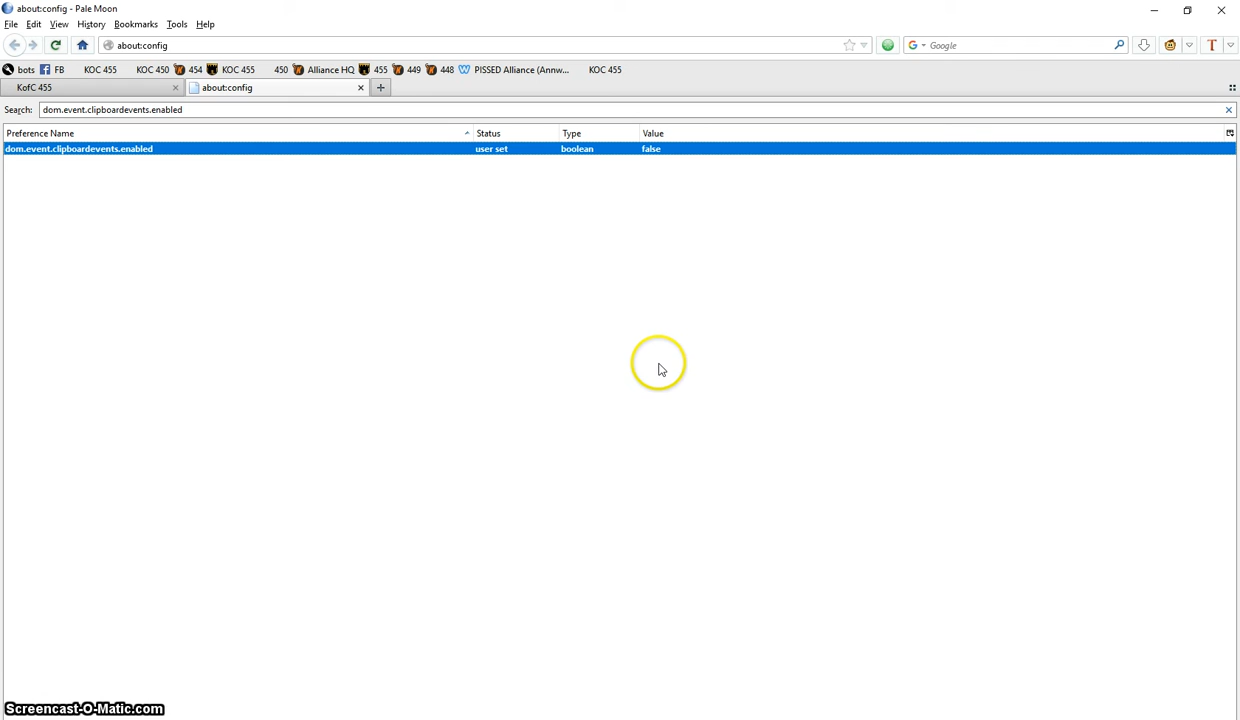 about:config - Pale Moon
File Edit View History Bookmarks Tools Help
about:config Google
bots FB KOC 455 KOC 450 454 KOC 455 450 Alliance HQ 455 449 448 PISSED Alliance (Annw... KOC 455
KofC 455 about:config
Search: dom.event.clipboardevents.enabled
Preference Name Status Type Value
dom.event.clipboardevents.enabled user set boolean false
Screencast-O-Matic.com